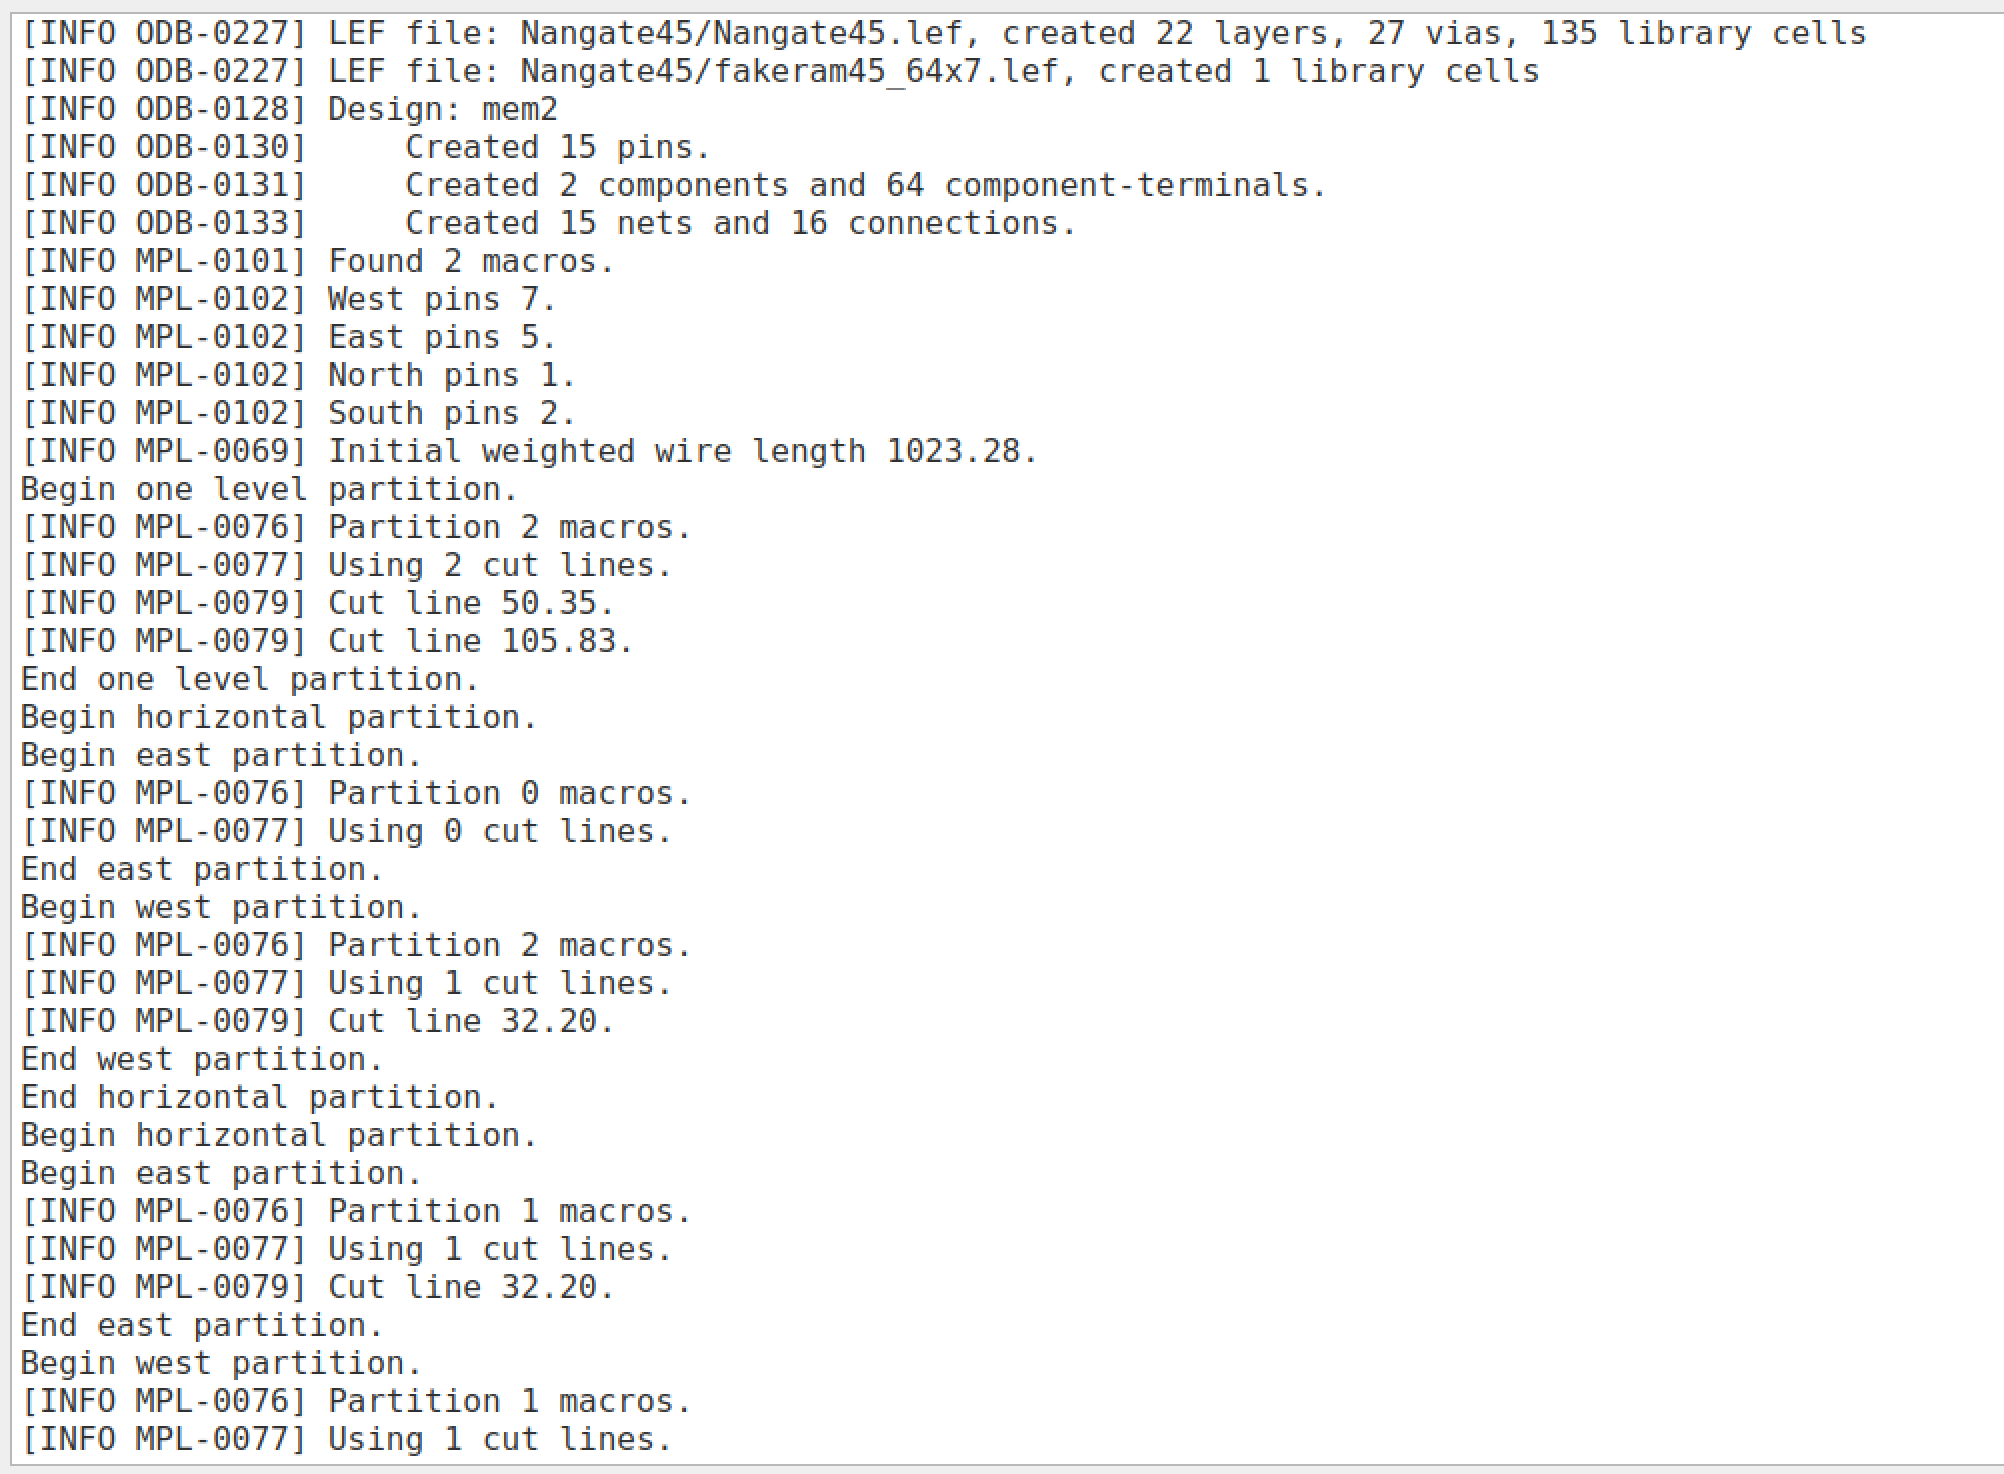 [INFO ODB-0227] LEF file: Nangate45/Nangate45.lef, created 22 layers, 27 vias, 135 library cells
[INFO ODB-0227] LEF file: Nangate45/fakeram45_64x7.lef, created 1 library cells
[INFO ODB-0128] Design: mem2
[INFO ODB-0130]     Created 15 pins.
[INFO ODB-0131]     Created 2 components and 64 component-terminals.
[INFO ODB-0133]     Created 15 nets and 16 connections.
[INFO MPL-0101] Found 2 macros.
[INFO MPL-0102] West pins 7.
[INFO MPL-0102] East pins 5.
[INFO MPL-0102] North pins 1.
[INFO MPL-0102] South pins 2.
[INFO MPL-0069] Initial weighted wire length 1023.28.
Begin one level partition.
[INFO MPL-0076] Partition 2 macros.
[INFO MPL-0077] Using 2 cut lines.
[INFO MPL-0079] Cut line 50.35.
[INFO MPL-0079] Cut line 105.83.
End one level partition.
Begin horizontal partition.
Begin east partition.
[INFO MPL-0076] Partition 0 macros.
[INFO MPL-0077] Using 0 cut lines.
End east partition.
Begin west partition.
[INFO MPL-0076] Partition 2 macros.
[INFO MPL-0077] Using 1 cut lines.
[INFO MPL-0079] Cut line 32.20.
End west partition.
End horizontal partition.
Begin horizontal partition.
Begin east partition.
[INFO MPL-0076] Partition 1 macros.
[INFO MPL-0077] Using 1 cut lines.
[INFO MPL-0079] Cut line 32.20.
End east partition.
Begin west partition.
[INFO MPL-0076] Partition 1 macros.
[INFO MPL-0077] Using 1 cut lines.